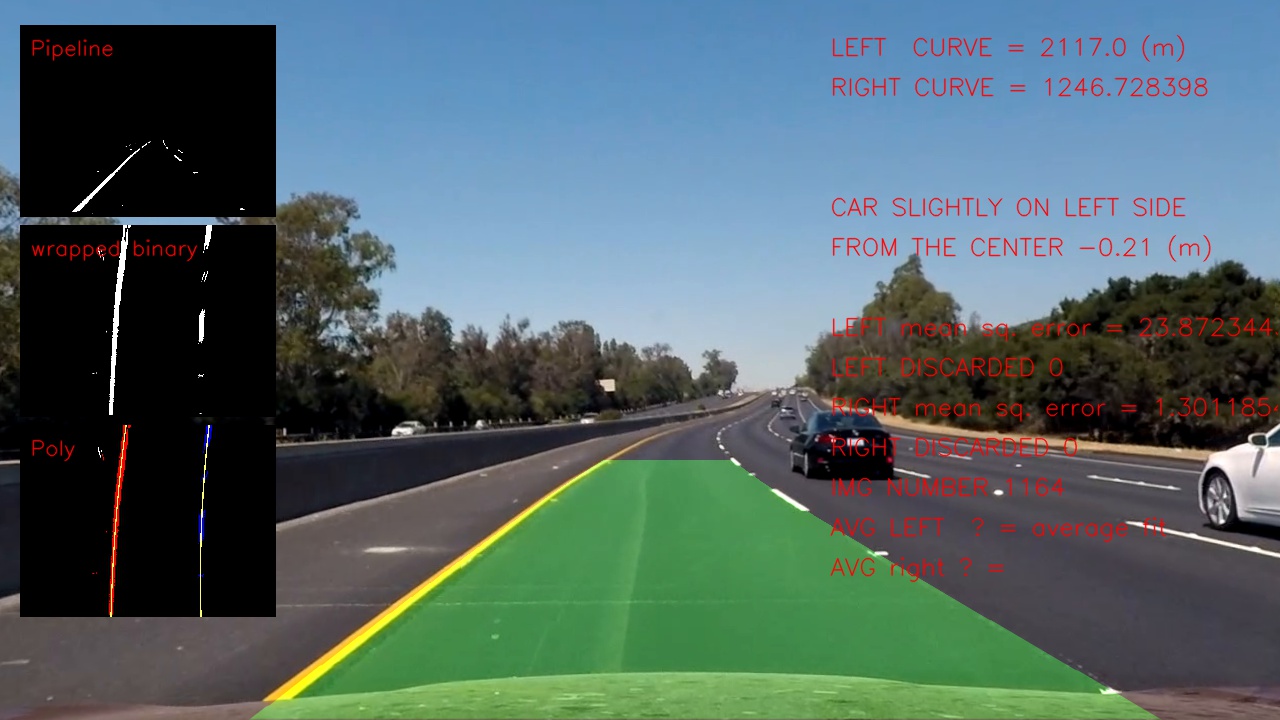 Pipeline
wrapped binary
Poly
LEFT CURVE = 2117.0 (m)
RIGHT CURVE = 1246.728398
CAR SLIGHTLY ON LEFT SIDE
FROM THE CENTER -0.21 (m)
LEFT mean sq. error = 23.872344
LEFT DISCARDED 0
RIGHT mean sq. error = 1.301185
RIGHT DISCARDED 0
IMG NUMBER 1164
AVG LEFT ? = average fit
AVG right ? =